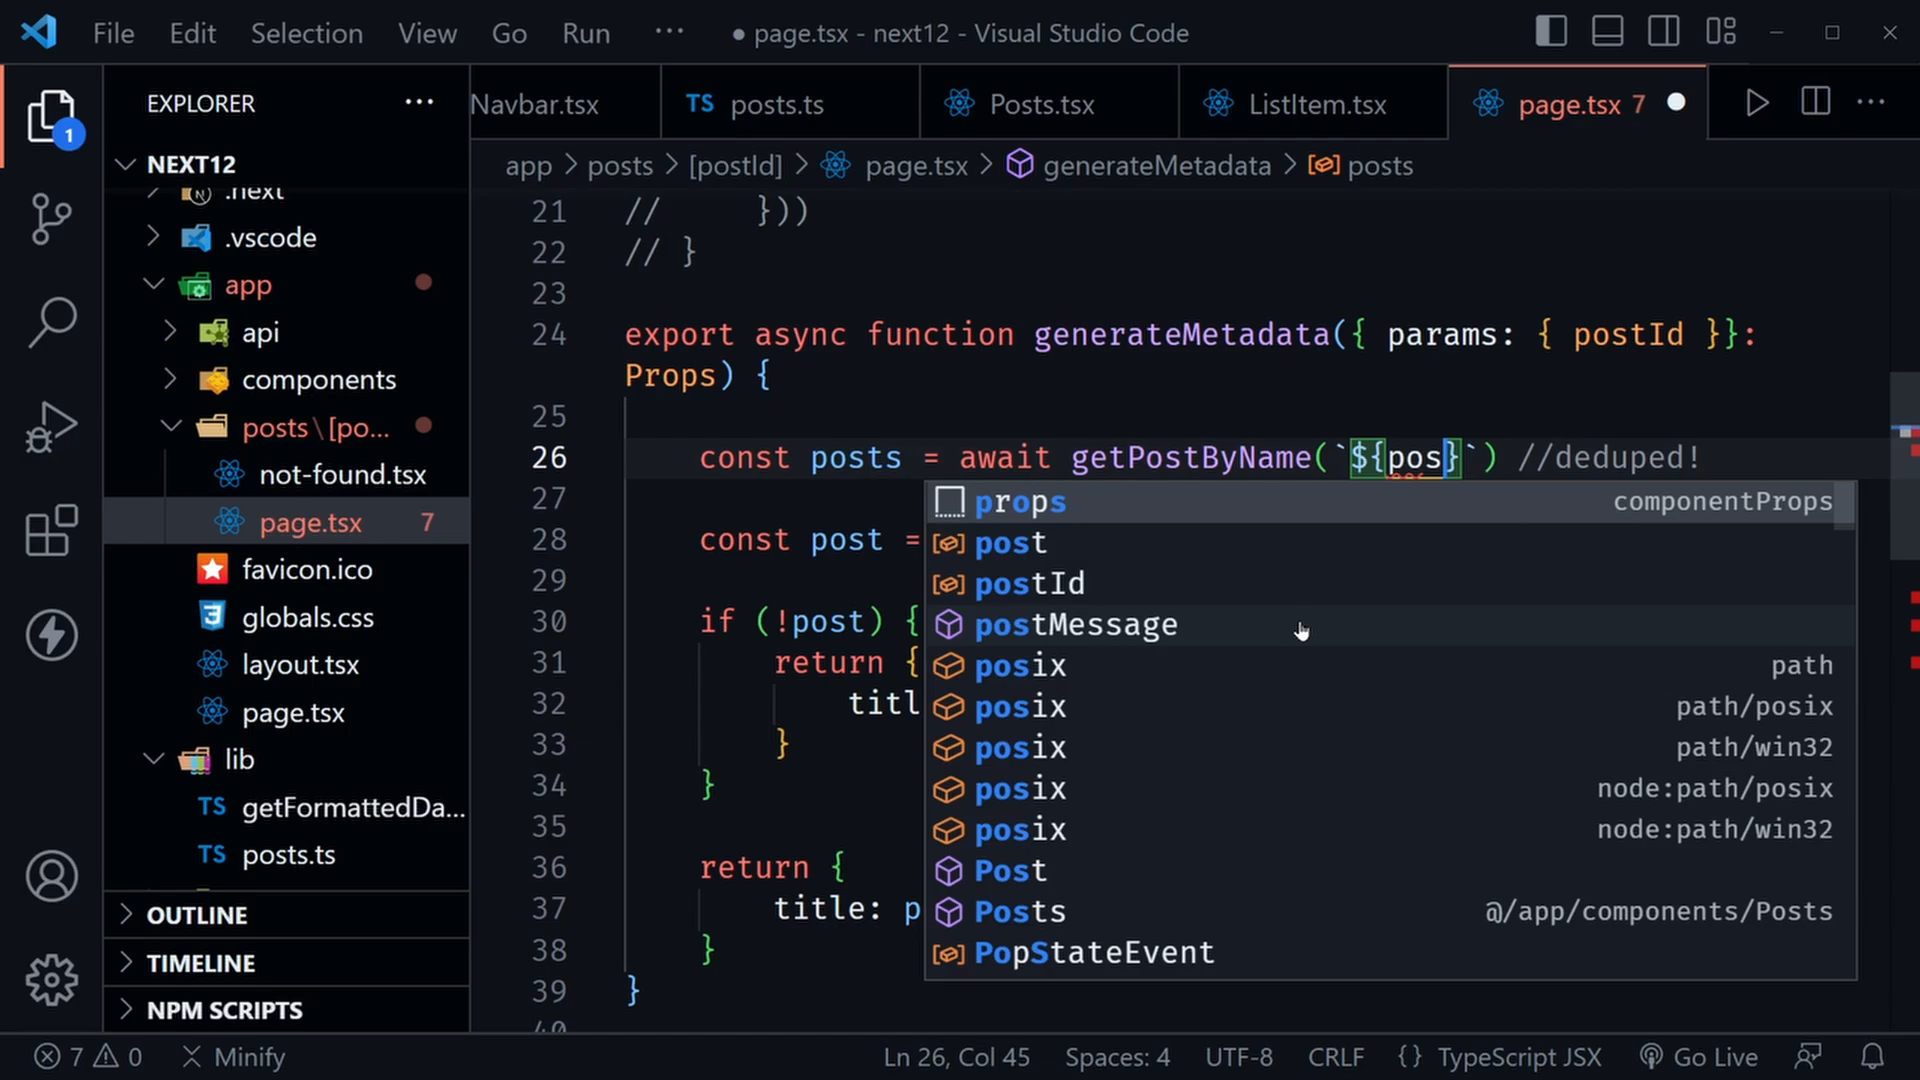 File Edit Selection View Go Run ··· ● page.tsx - next12 - Visual Studio Code
EXPLORER ···
1
NEXT12
.next
.vscode
app
api
components
posts\[po...
not-found.tsx
page.tsx 7
favicon.ico
globals.css
layout.tsx
page.tsx
lib
TS getFormattedDa...
TS posts.ts
OUTLINE
TIMELINE
NPM SCRIPTS
Navbar.tsx TS posts.ts Posts.tsx ListItem.tsx page.tsx 7 ●
app > posts > [postId] > page.tsx > generateMetadata > posts
21 //      }))
22 // }
23
24 export async function generateMetadata({ params: { postId }}:
Props) {
25
26 const posts = await getPostByName(`${pos}`) //deduped!
27
28 const post =
29
30 if (!post) {
31 return {
32 titl
33 }
34 }
35
36 return {
37 title: p
38 }
39 }
40
props componentProps
post
postId
postMessage
posix path
posix path/posix
posix path/win32
posix node:path/posix
posix node:path/win32
Post
Posts @/app/components/Posts
PopStateEvent
7 0 Minify Ln 26, Col 45 Spaces: 4 UTF-8 CRLF {} TypeScript JSX Go Live